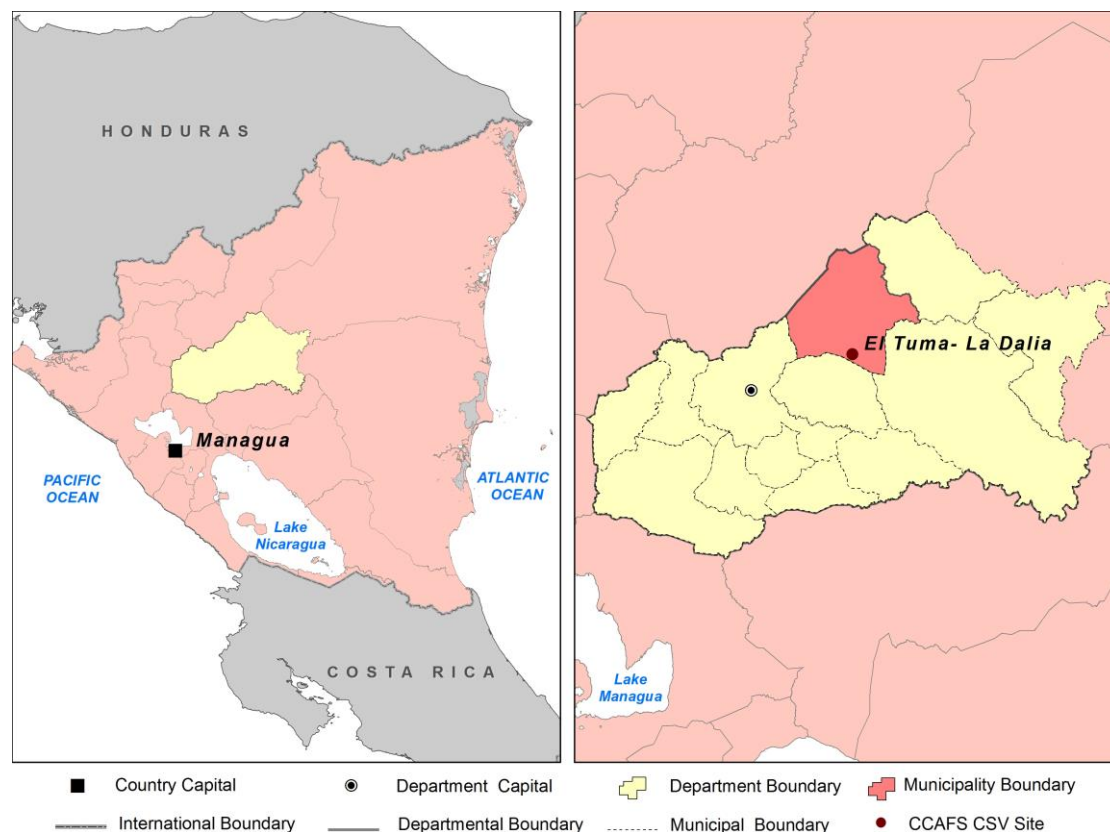 HONDURAS
Managua
PACIFIC
OCEAN
ATLANTIC
OCEAN
Lake
Nicaragua
COSTA RICA
El Tuma- La Dalia
Lake
Managua
Country Capital
Department Capital
Department Boundary
Municipality Boundary
International Boundary
Departmental Boundary
Municipal Boundary
CCAFS CSV Site